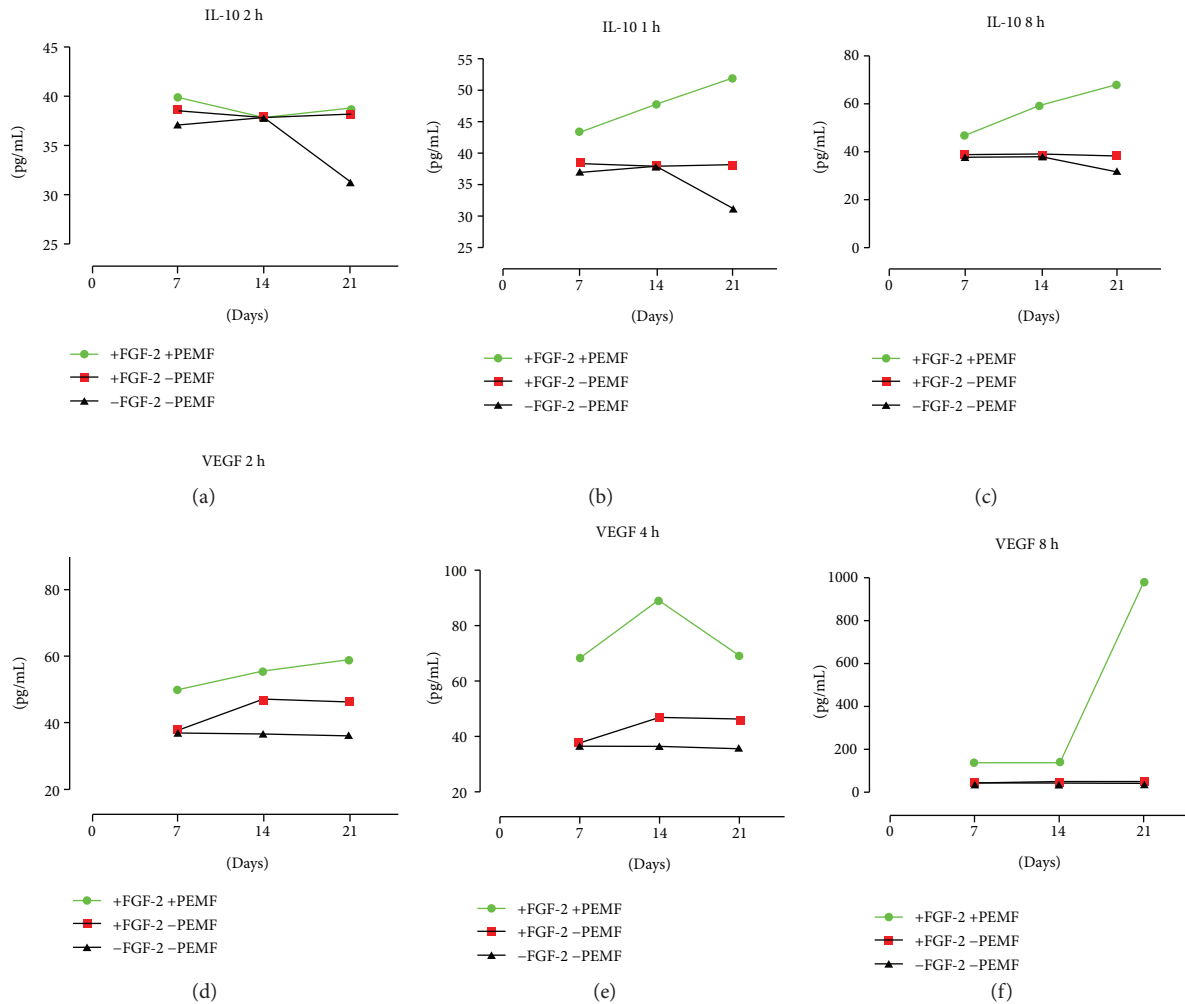 IL-10 2 h
45
40
35
30
25
(pg/mL)
0 7 14 21
(Days)
+FGF-2 +PEMF
+FGF-2 −PEMF
−FGF-2 −PEMF
(a)
IL-10 1 h
55
50
45
40
35
30
25
(pg/mL)
0 7 14 21
(Days)
+FGF-2 +PEMF
+FGF-2 −PEMF
−FGF-2 −PEMF
(b)
IL-10 8 h
80
60
40
20
0
(pg/mL)
0 7 14 21
(Days)
+FGF-2 +PEMF
+FGF-2 −PEMF
−FGF-2 −PEMF
(c)
VEGF 2 h
80
60
40
20
(pg/mL)
0 7 14 21
(Days)
+FGF-2 +PEMF
+FGF-2 −PEMF
−FGF-2 −PEMF
(d)
VEGF 4 h
100
80
60
40
20
(pg/mL)
0 7 14 21
(Days)
+FGF-2 +PEMF
+FGF-2 −PEMF
−FGF-2 −PEMF
(e)
VEGF 8 h
1000
800
600
400
200
0
(pg/mL)
0 7 14 21
(Days)
+FGF-2 +PEMF
+FGF-2 −PEMF
−FGF-2 −PEMF
(f)